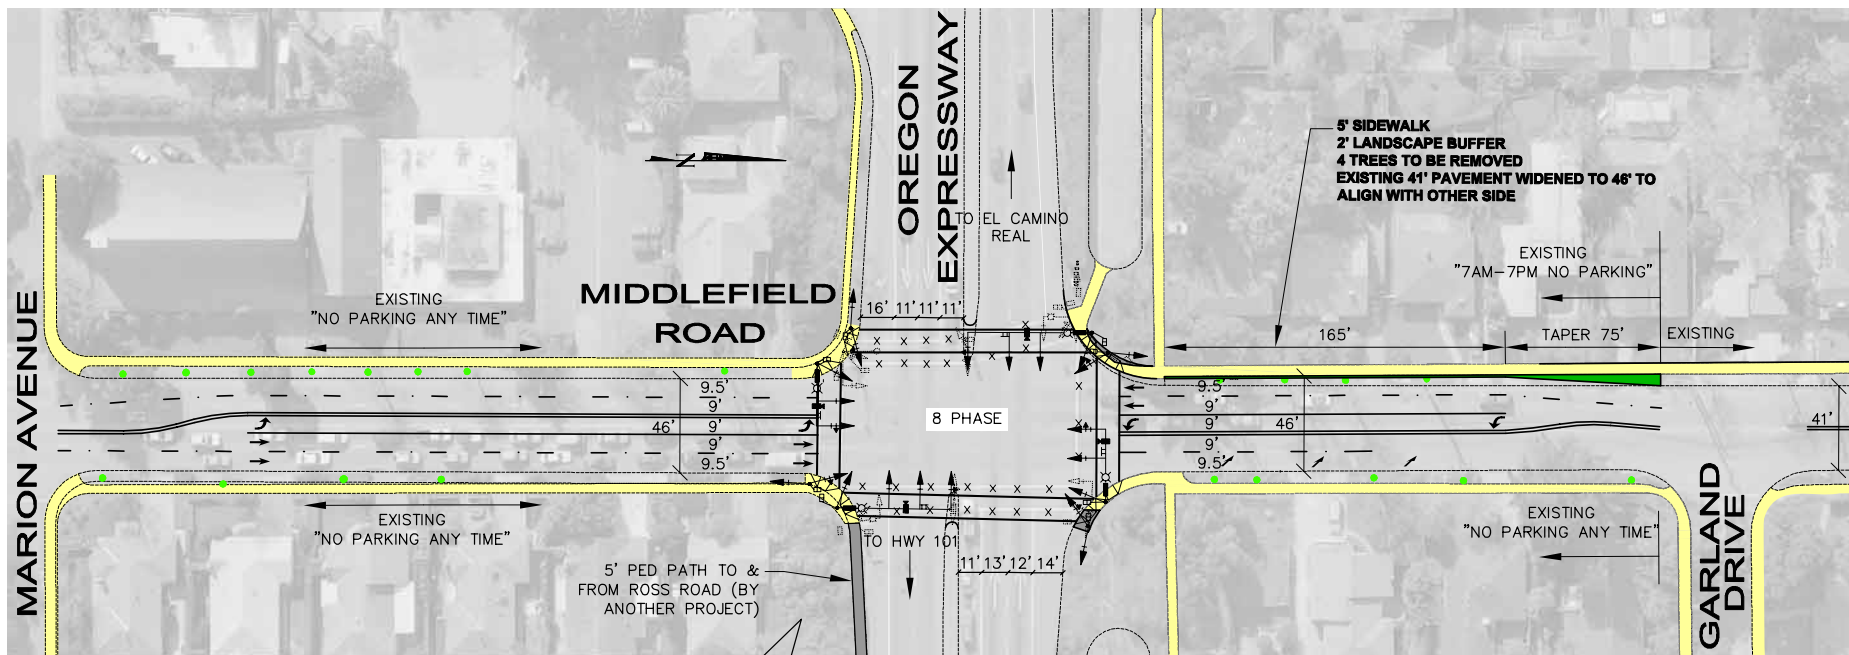 OREGON
EXPRESSWAY
TO EL CAMINO
REAL
5' SIDEWALK
2' LANDSCAPE BUFFER
4 TREES TO BE REMOVED
EXISTING 41' PAVEMENT WIDENED TO 46' TO
ALIGN WITH OTHER SIDE
N
EXISTING
"7AM-7PM NO PARKING"
MIDDLEFIELD
ROAD
EXISTING
"NO PARKING ANY TIME"
16' 11' 11' 11'
165'
TAPER 75'
EXISTING
MARION AVENUE
9.5'
9'
46'
9'
9'
9.5'
8 PHASE
9.5'
9'
9'
46'
9'
9.5'
41'
EXISTING
"NO PARKING ANY TIME"
EXISTING
"NO PARKING ANY TIME"
GARLAND
DRIVE
TO HWY 101
11' 13' 12' 14'
5' PED PATH TO &
FROM ROSS ROAD (BY
ANOTHER PROJECT)